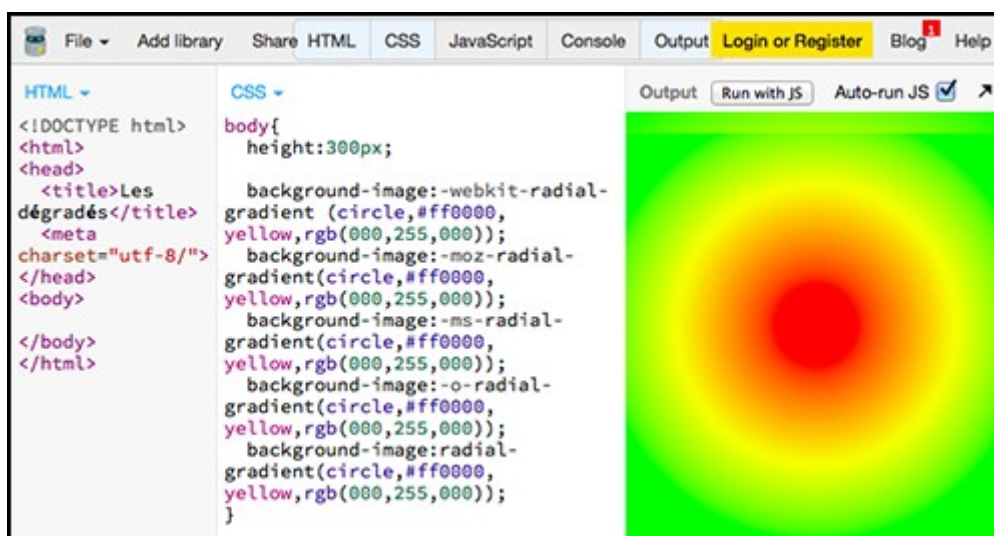 File Add library Share HTML CSS JavaScript Console Output Login or Register Blog 1 Help
HTML
<!DOCTYPE html>
<html>
<head>
<title>Les
dégradés</title>
<meta
charset="utf-8/">
</head>
<body>
</body>
</html>
CSS
body{
height:300px;
background-image:-webkit-radial-
gradient (circle,#ff0000,
yellow,rgb(000,255,000));
background-image:-moz-radial-
gradient(circle,#ff0000,
yellow,rgb(000,255,000));
background-image:-ms-radial-
gradient(circle,#ff0000,
yellow,rgb(000,255,000));
background-image:-o-radial-
gradient(circle,#ff0000,
yellow,rgb(000,255,000));
background-image:radial-
gradient(circle,#ff0000,
yellow,rgb(000,255,000));
}
Output Run with JS Auto-run JS